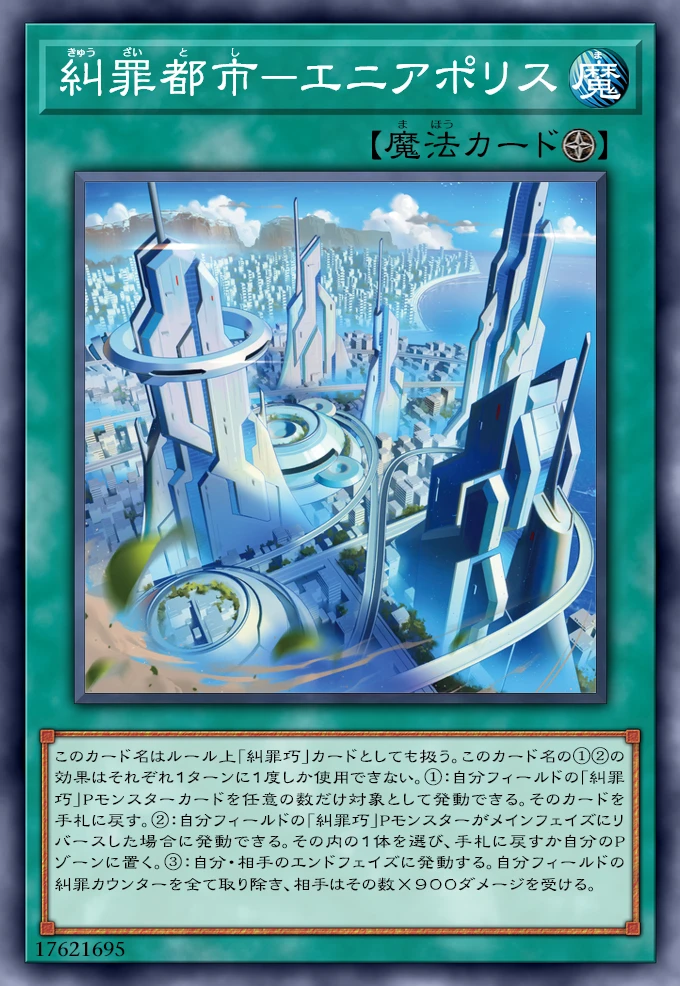 きゅうざいとし
糾罪都市－エニアポリス
ま
魔
まほう
【魔法カード】
このカード名はルール上「糾罪巧」カードとしても扱う。このカード名の①②の
効果はそれぞれ１ターンに１度しか使用できない。①：自分フィールドの「糾罪
巧」Pモンスターカードを任意の数だけ対象として発動できる。そのカードを
手札に戻す。②：自分フィールドの「糾罪巧」Pモンスターがメインフェイズにリ
バースした場合に発動できる。その内の１体を選び、手札に戻すか自分のP
ゾーンに置く。③：自分・相手のエンドフェイズに発動する。自分フィールドの
糾罪カウンターを全て取り除き、相手はその数×９００ダメージを受ける。
17621695